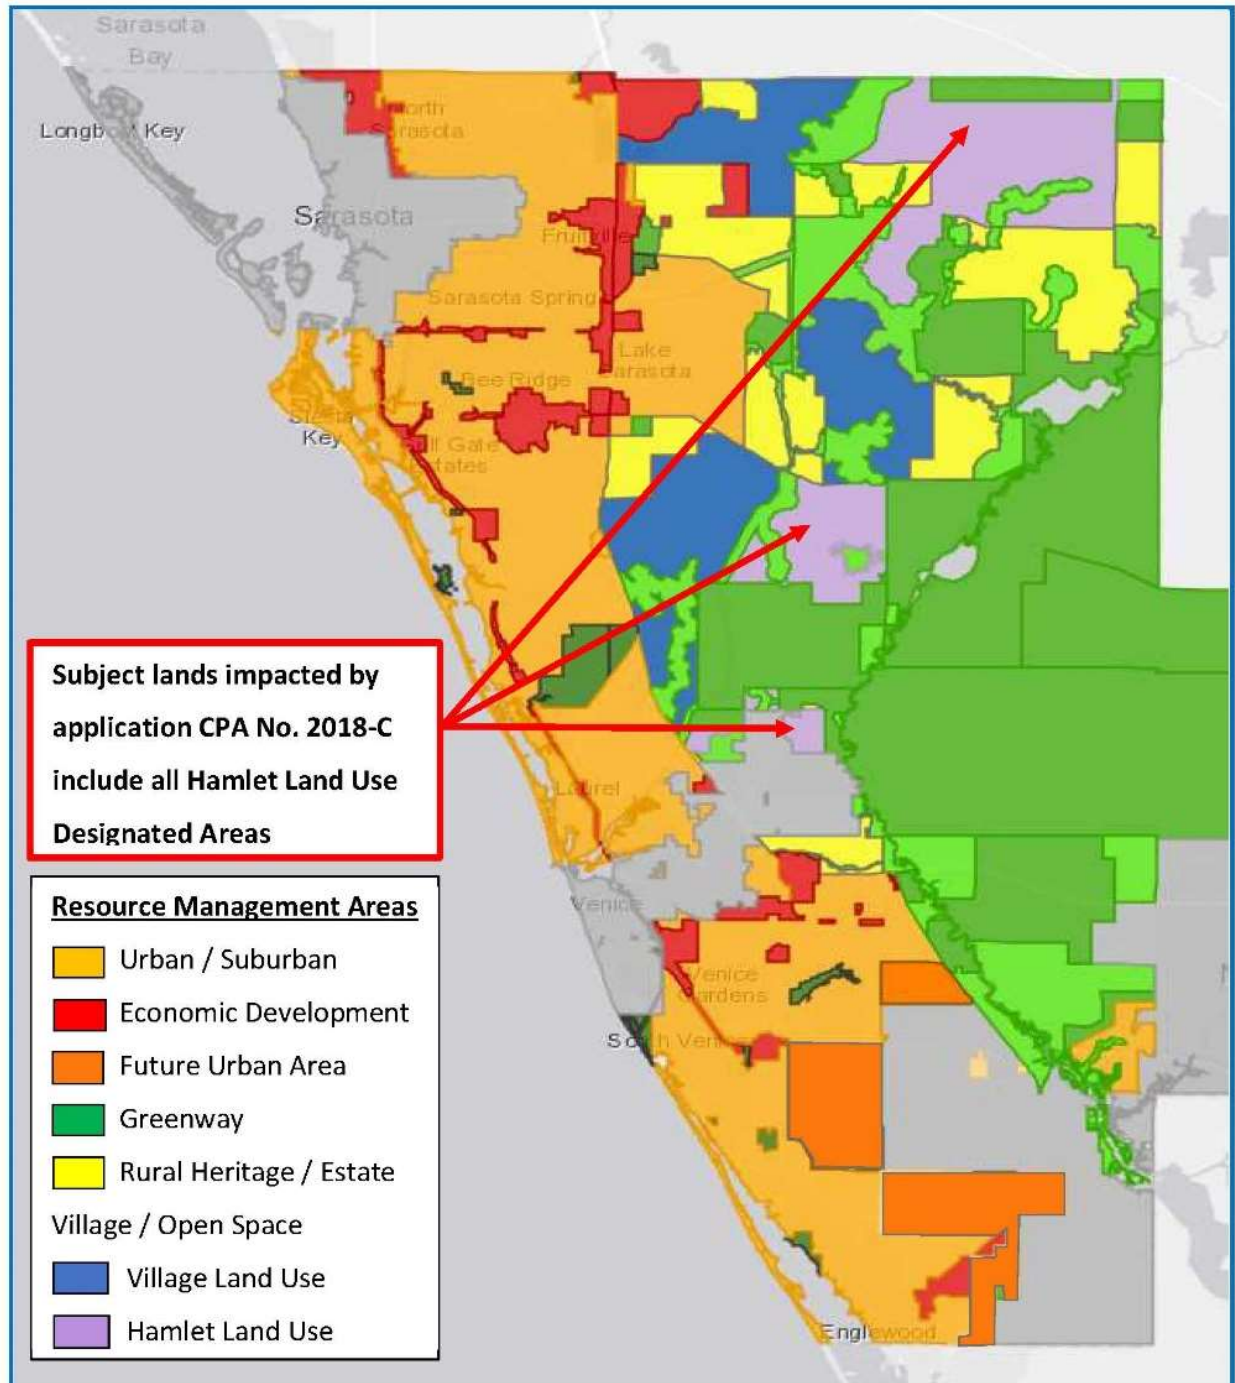 Sarasota
Bay
Longboat Key
North
Sarasota
Sarasota
Fruitville
Sarasota Spring
Lake
Sarasota
Bee Ridge
Siesta
Key
Gulf Gate
Estates
Subject lands impacted by
application CPA No. 2018-C
include all Hamlet Land Use
Designated Areas
Laurel
Venice
Venice
Gardens
South Venice
Englewood
Resource Management Areas
Urban / Suburban
Economic Development
Future Urban Area
Greenway
Rural Heritage / Estate
Village / Open Space
Village Land Use
Hamlet Land Use